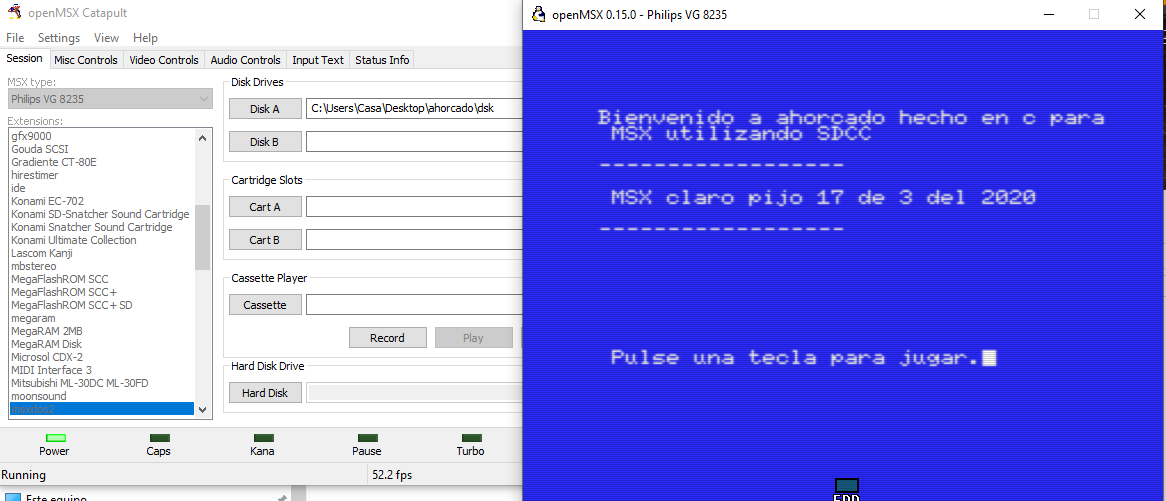 openMSX Catapult
File Settings View Help
Session Misc Controls Video Controls Audio Controls Input Text Status Info
MSX type:
Philips VG 8235
Extensions:
gfx9000
Gouda SCSI
Gradiente CT-80E
hirestimer
ide
Konami EC-702
Konami SD-Snatcher Sound Cartridge
Konami Snatcher Sound Cartridge
Konami Ultimate Collection
Lascom Kanji
mbstereo
MegaFlashROM SCC
MegaFlashROM SCC+
MegaFlashROM SCC+ SD
megaram
MegaRAM 2MB
MegaRAM Disk
Microsol CDX-2
MIDI Interface 3
Mitsubishi ML-30DC ML-30FD
moonsound
msxdos2
Disk Drives
Disk A C:\Users\Casa\Desktop\ahorcado\dsk
Disk B
Cartridge Slots
Cart A
Cart B
Cassette Player
Cassette
Record Play
Hard Disk Drive
Hard Disk
Power Caps Kana Pause Turbo
Running 52.2 fps
Este equipo
openMSX 0.15.0 - Philips VG 8235
Bienvenido a ahorcado hecho en c para
MSX utilizando SDCC
-------------------
MSX claro pijo 17 de 3 del 2020
-------------------
Pulse una tecla para jugar.
FDD